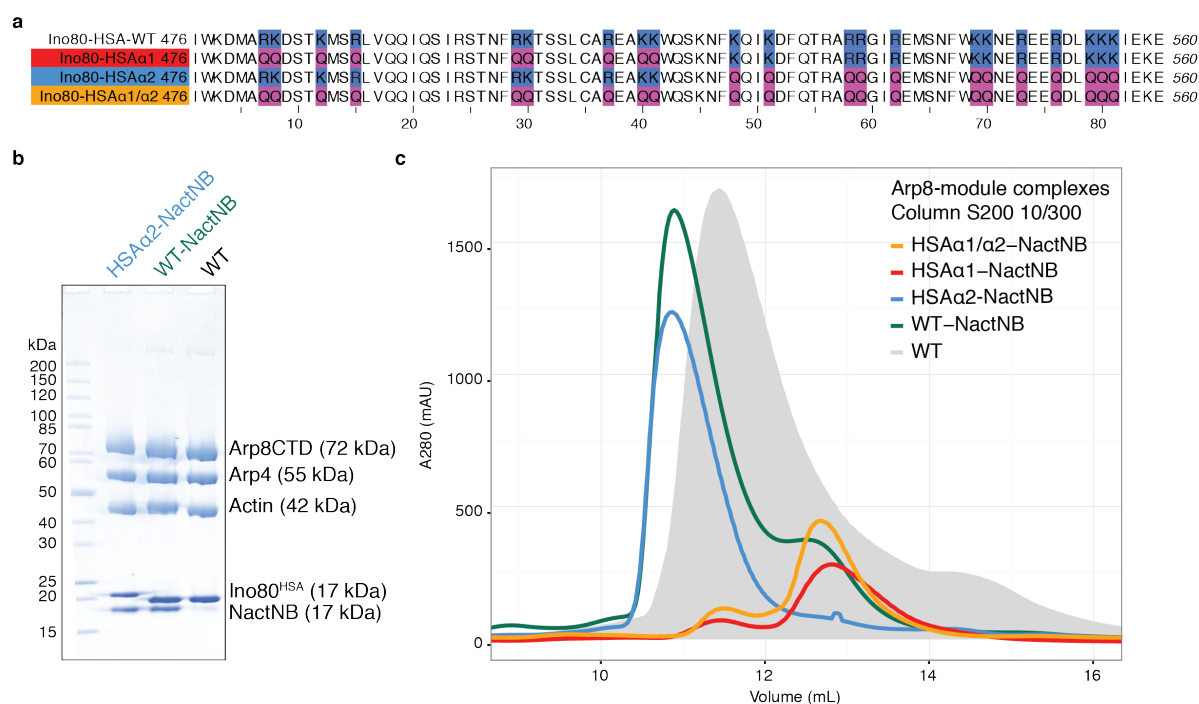 a
Ino80-HSA-WT 476 IWKDMARKDSTKMSRLVQQIQSIRSTNFRKTSSLCAREAKKWQSKNFKQIKDFQTRARRGIREMSNFWKKNEREERDLKKKIEKE 560
Ino80-HSAα1 476 IWKDMAQQDSTQMSQLVQQIQSIRSTNFQQTSSLCAQEAQQWQSKNFKQIKDFQTRARRGIREMSNFWKKNEREERDLKKKIEKE 560
Ino80-HSAα2 476 IWKDMARKDSTKMSRLVQQIQSIRSTNFRKTSSLCAREAKKWQSKNFQQIQDFQTRAQQGIQEMSNFWQQNEQEEQDLQQQIEKE 560
Ino80-HSAα1/α2 476 IWKDMAQQDSTQMSQLVQQIQSIRSTNFQQTSSLCAQEAQQWQSKNFQQIQDFQTRAQQGIQEMSNFWQQNEQEEQDLQQQIEKE 560
10 20 30 40 50 60 70 80
b
HSAα2-NactNB
WT-NactNB
WT
kDa
200
150
120
100
85
70
60
50
40
30
25
20
15
Arp8CTD (72 kDa)
Arp4 (55 kDa)
Actin (42 kDa)
Ino80HSA (17 kDa)
NactNB (17 kDa)
c
Arp8-module complexes
Column S200 10/300
HSAα1/α2−NactNB
HSAα1−NactNB
HSAα2-NactNB
WT−NactNB
WT
A280 (mAU)
1500
1000
500
0
10 12 14 16
Volume (mL)